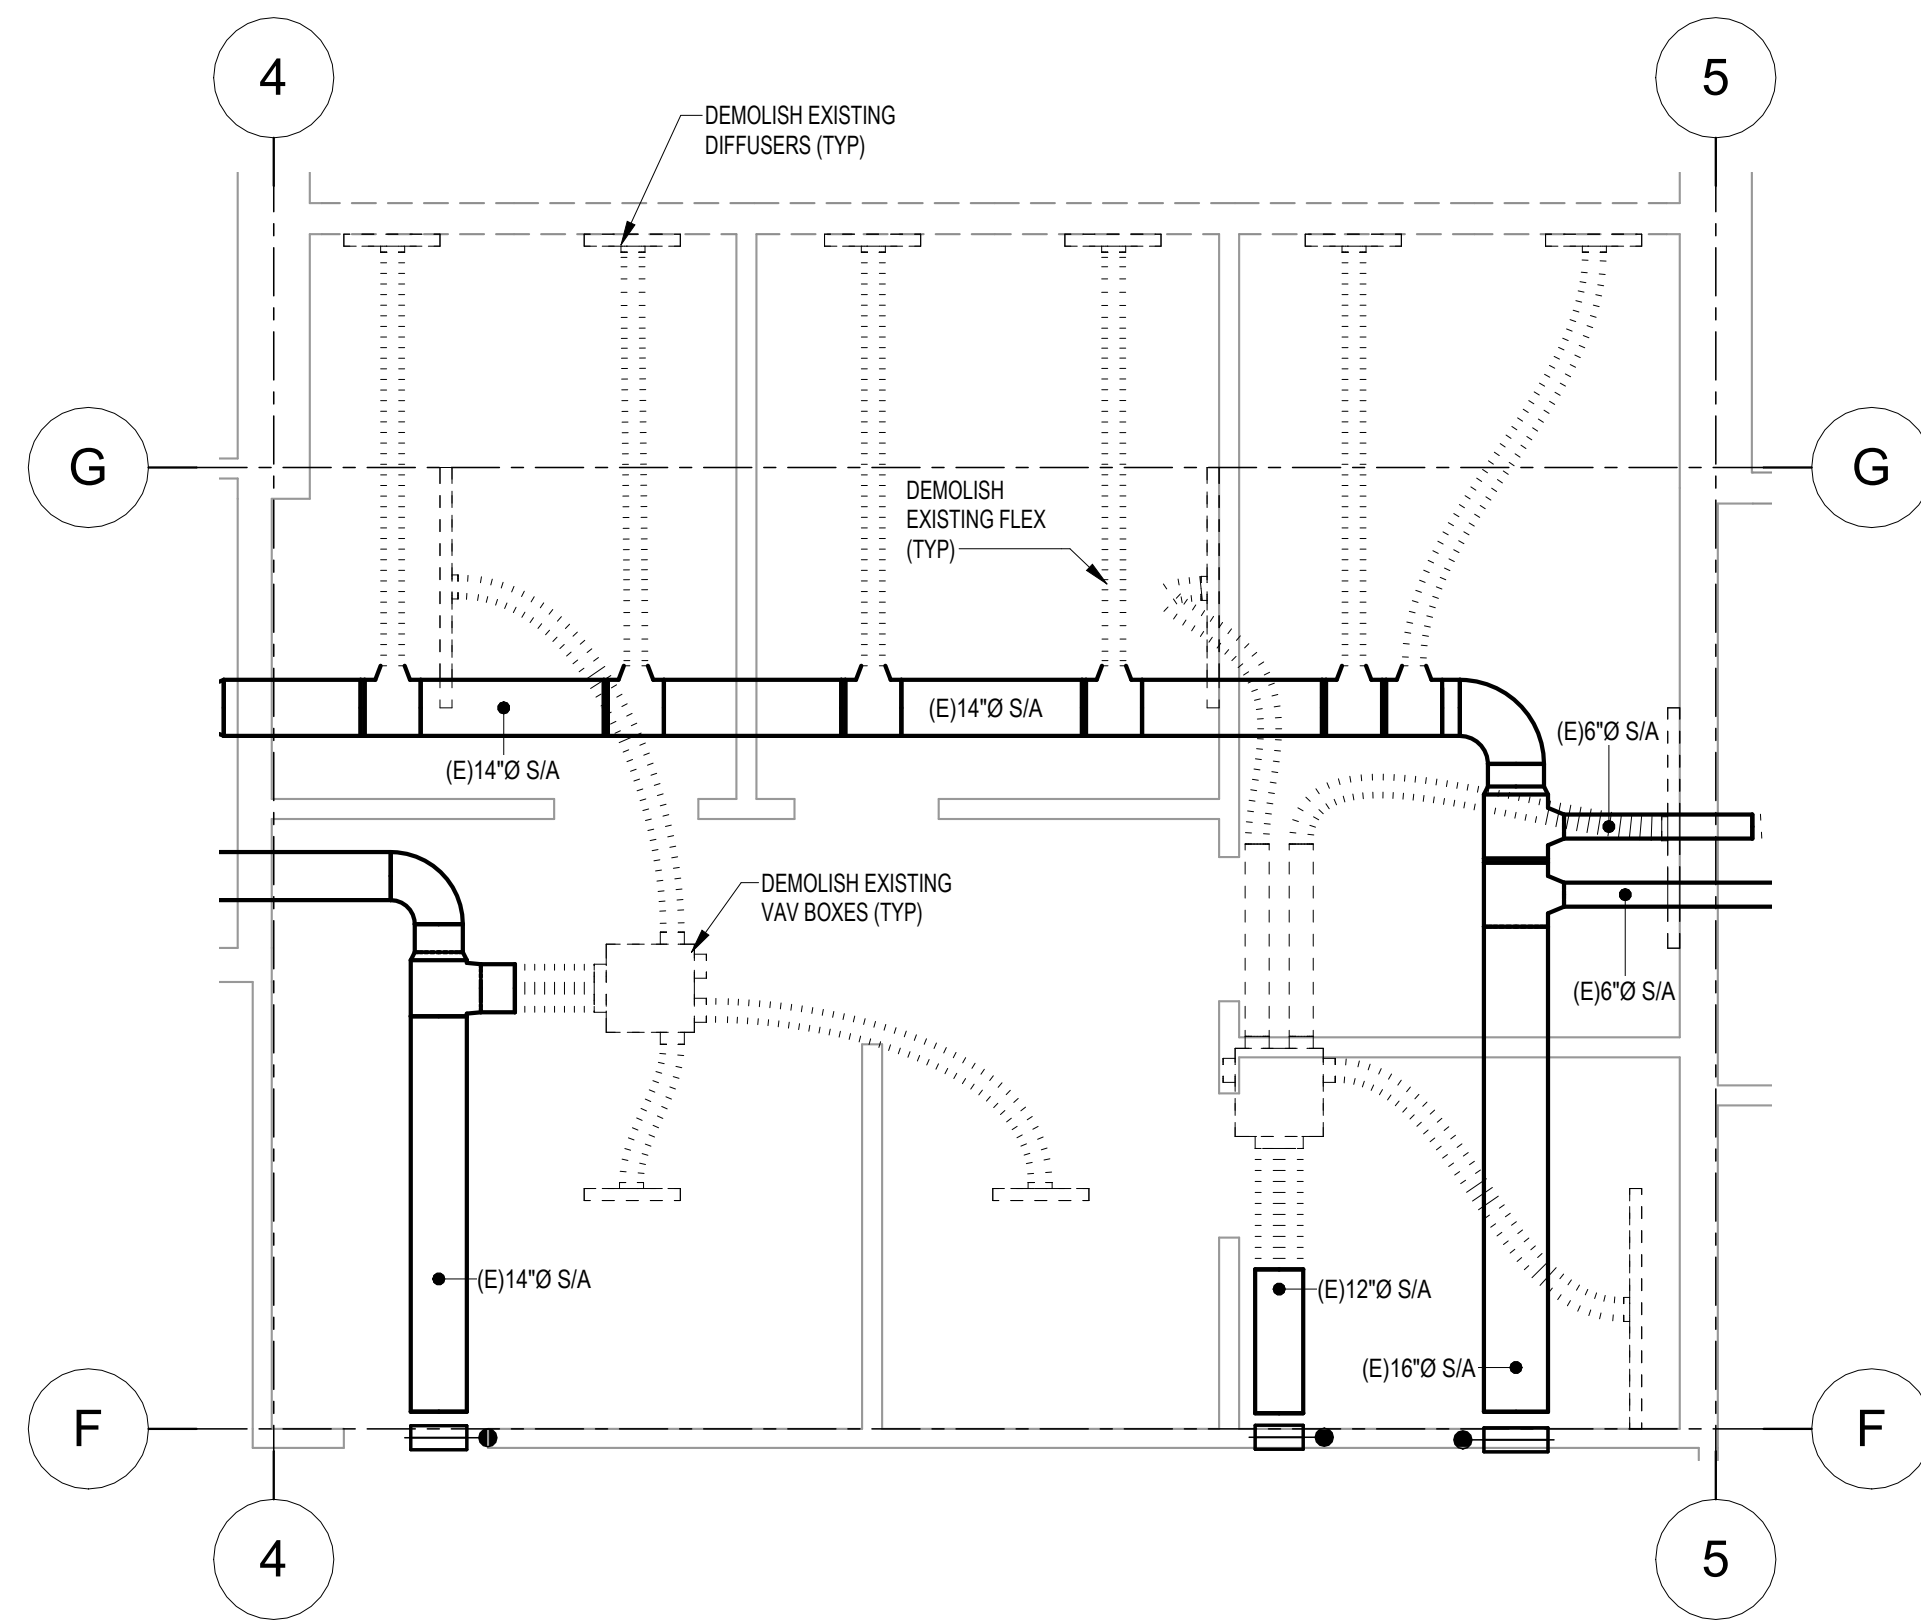 4
5
DEMOLISH EXISTING
DIFFUSERS (TYP)
G
G
DEMOLISH
EXISTING FLEX
(TYP)
(E)14"Ø S/A
(E)6"Ø S/A
(E)14"Ø S/A
DEMOLISH EXISTING
VAV BOXES (TYP)
(E)6"Ø S/A
(E)14"Ø S/A
(E)12"Ø S/A
(E)16"Ø S/A
F
F
4
5